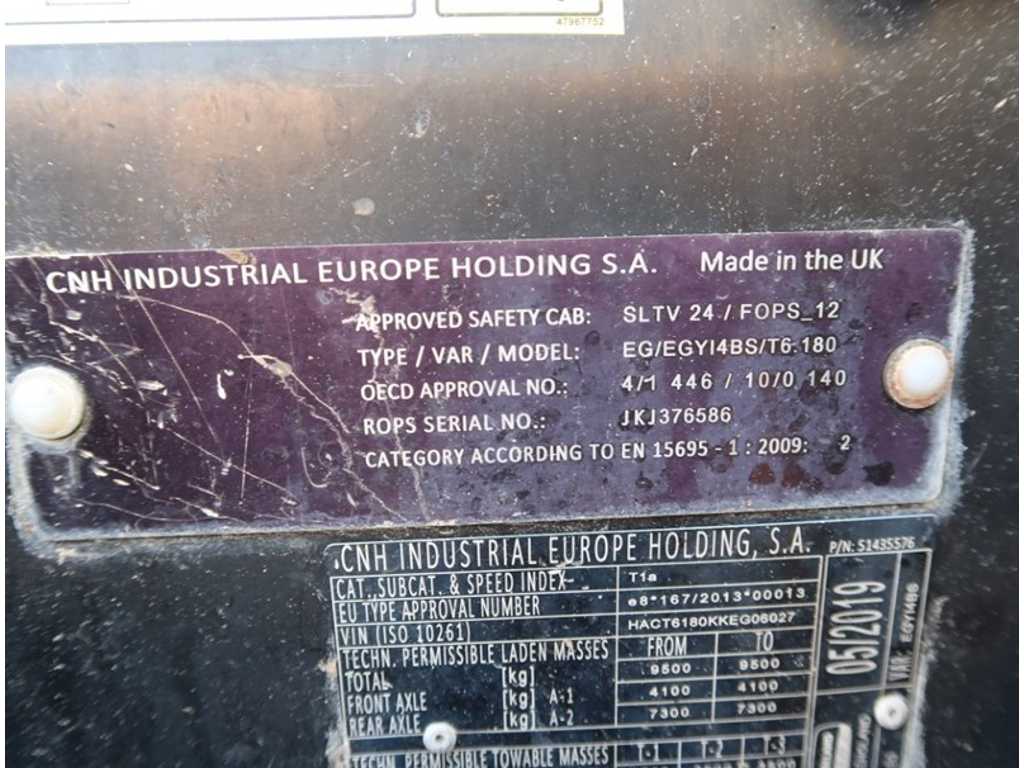 47967752
CNH INDUSTRIAL EUROPE HOLDING S.A. Made in the UK
APPROVED SAFETY CAB: SLTV 24 / FOPS_12
TYPE / VAR / MODEL: EG/EGYI4BS/T6.180
OECD APPROVAL NO.: 4/1 446 / 10/0 140
ROPS SERIAL NO.: JKJ376586
CATEGORY ACCORDING TO EN 15695 - 1 : 2009: 2
CNH INDUSTRIAL EUROPE HOLDING, S.A. P/N: 51435576
CAT., SUBCAT. & SPEED INDEX T1a
EU TYPE APPROVAL NUMBER e8*167/2013*00013
VIN (ISO 10261) HACT6180KKEG06027
TECHN. PERMISSIBLE LADEN MASSES FROM TO
TOTAL [kg] 9500 9500
FRONT AXLE [kg] A-1 4100 4100
REAR AXLE [kg] A-2 7300 7300
TECHN. PERMISSIBLE TOWABLE MASSES T-1 T-2 T-3
05/2019
VAR: EGYI4BS
ENGLAND